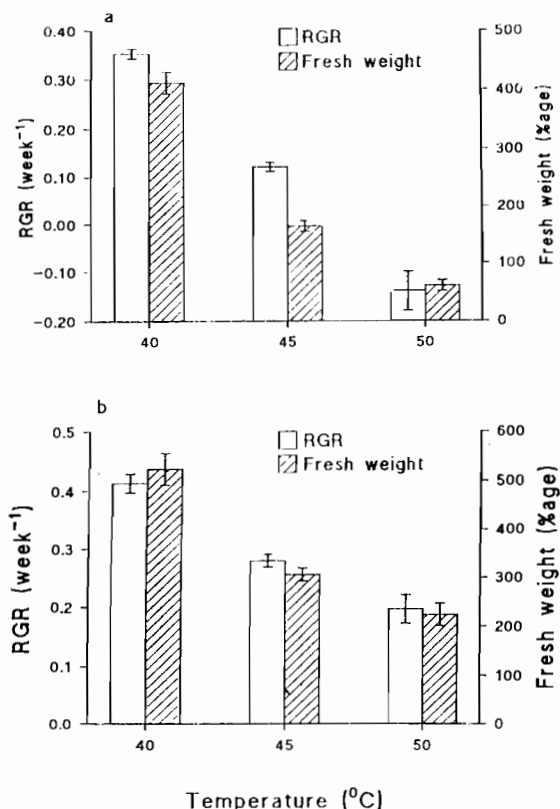 a
RGR
Fresh weight
0.40
0.30
0.20
0.10
0.00
-0.10
-0.20
RGR (week⁻¹)
500
400
300
200
100
0
Fresh weight (%age)
40 45 50
b
RGR
Fresh weight
0.5
0.4
0.3
0.2
0.1
0.0
RGR (week⁻¹)
600
500
400
300
200
100
0
Fresh weight (%age)
40 45 50
Temperature (⁰C)